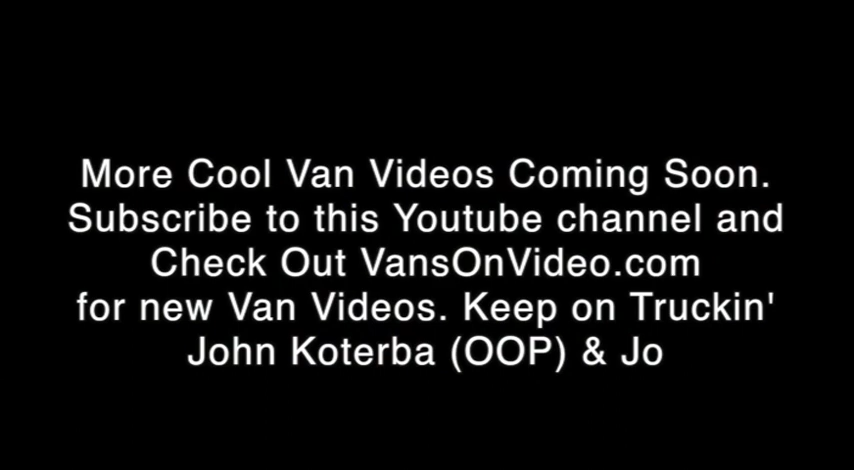 More Cool Van Videos Coming Soon.
Subscribe to this Youtube channel and
Check Out VansOnVideo.com
for new Van Videos. Keep on Truckin'
John Koterba (OOP) & Jo